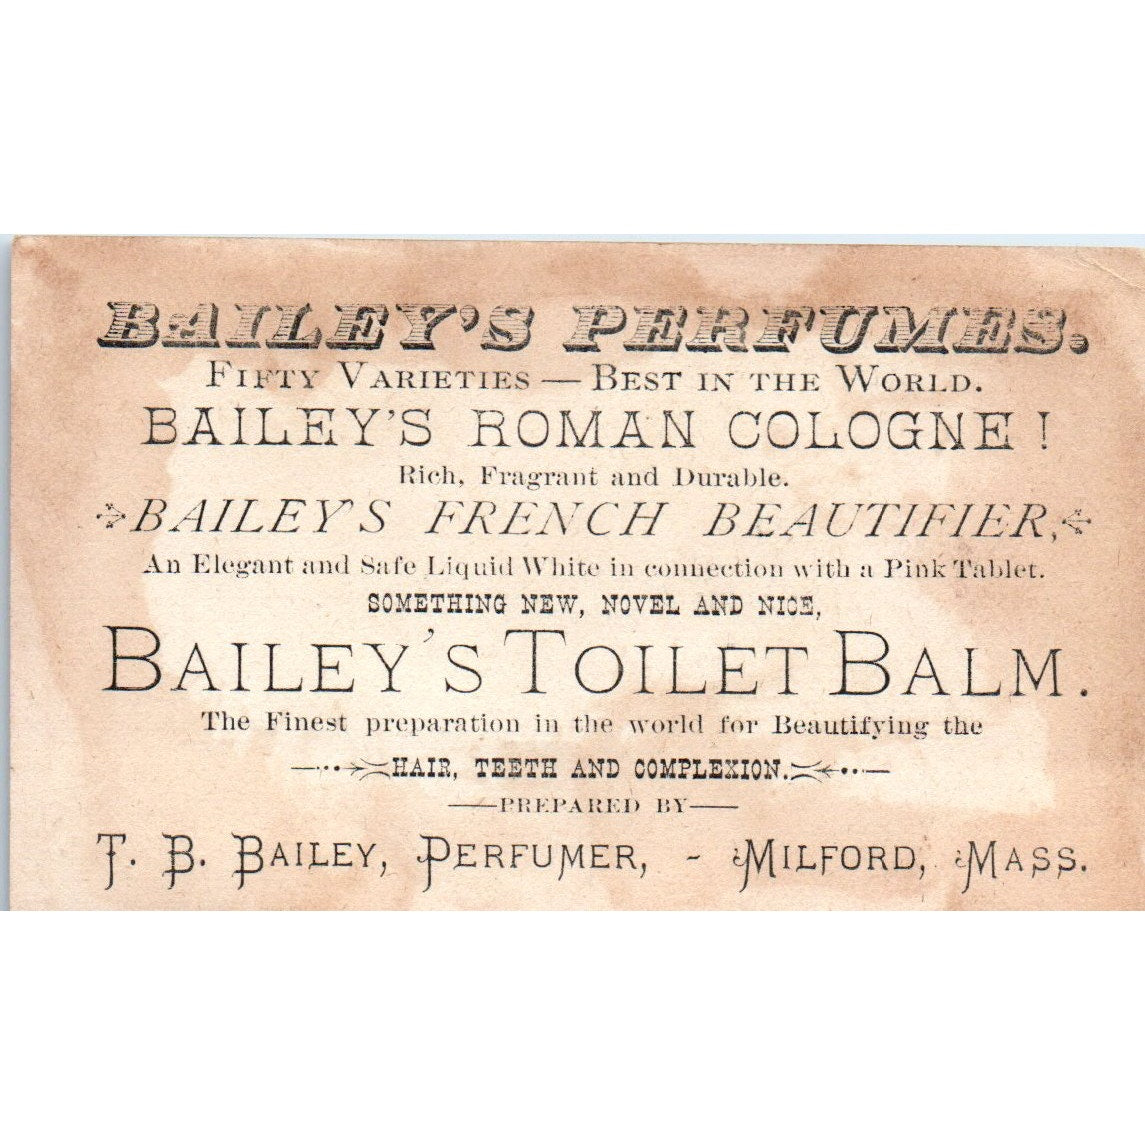 BAILEY'S PERFUMES.
FIFTY VARIETIES — BEST IN THE WORLD.
BAILEY'S ROMAN COLOGNE!
Rich, Fragrant and Durable.
BAILEY'S FRENCH BEAUTIFIER,
An Elegant and Safe Liquid White in connection with a Pink Tablet.
SOMETHING NEW, NOVEL AND NICE,
BAILEY'S TOILET BALM.
The Finest preparation in the world for Beautifying the
HAIR, TEETH AND COMPLEXION.
—PREPARED BY—
T. B. BAILEY, PERFUMER, - MILFORD, MASS.